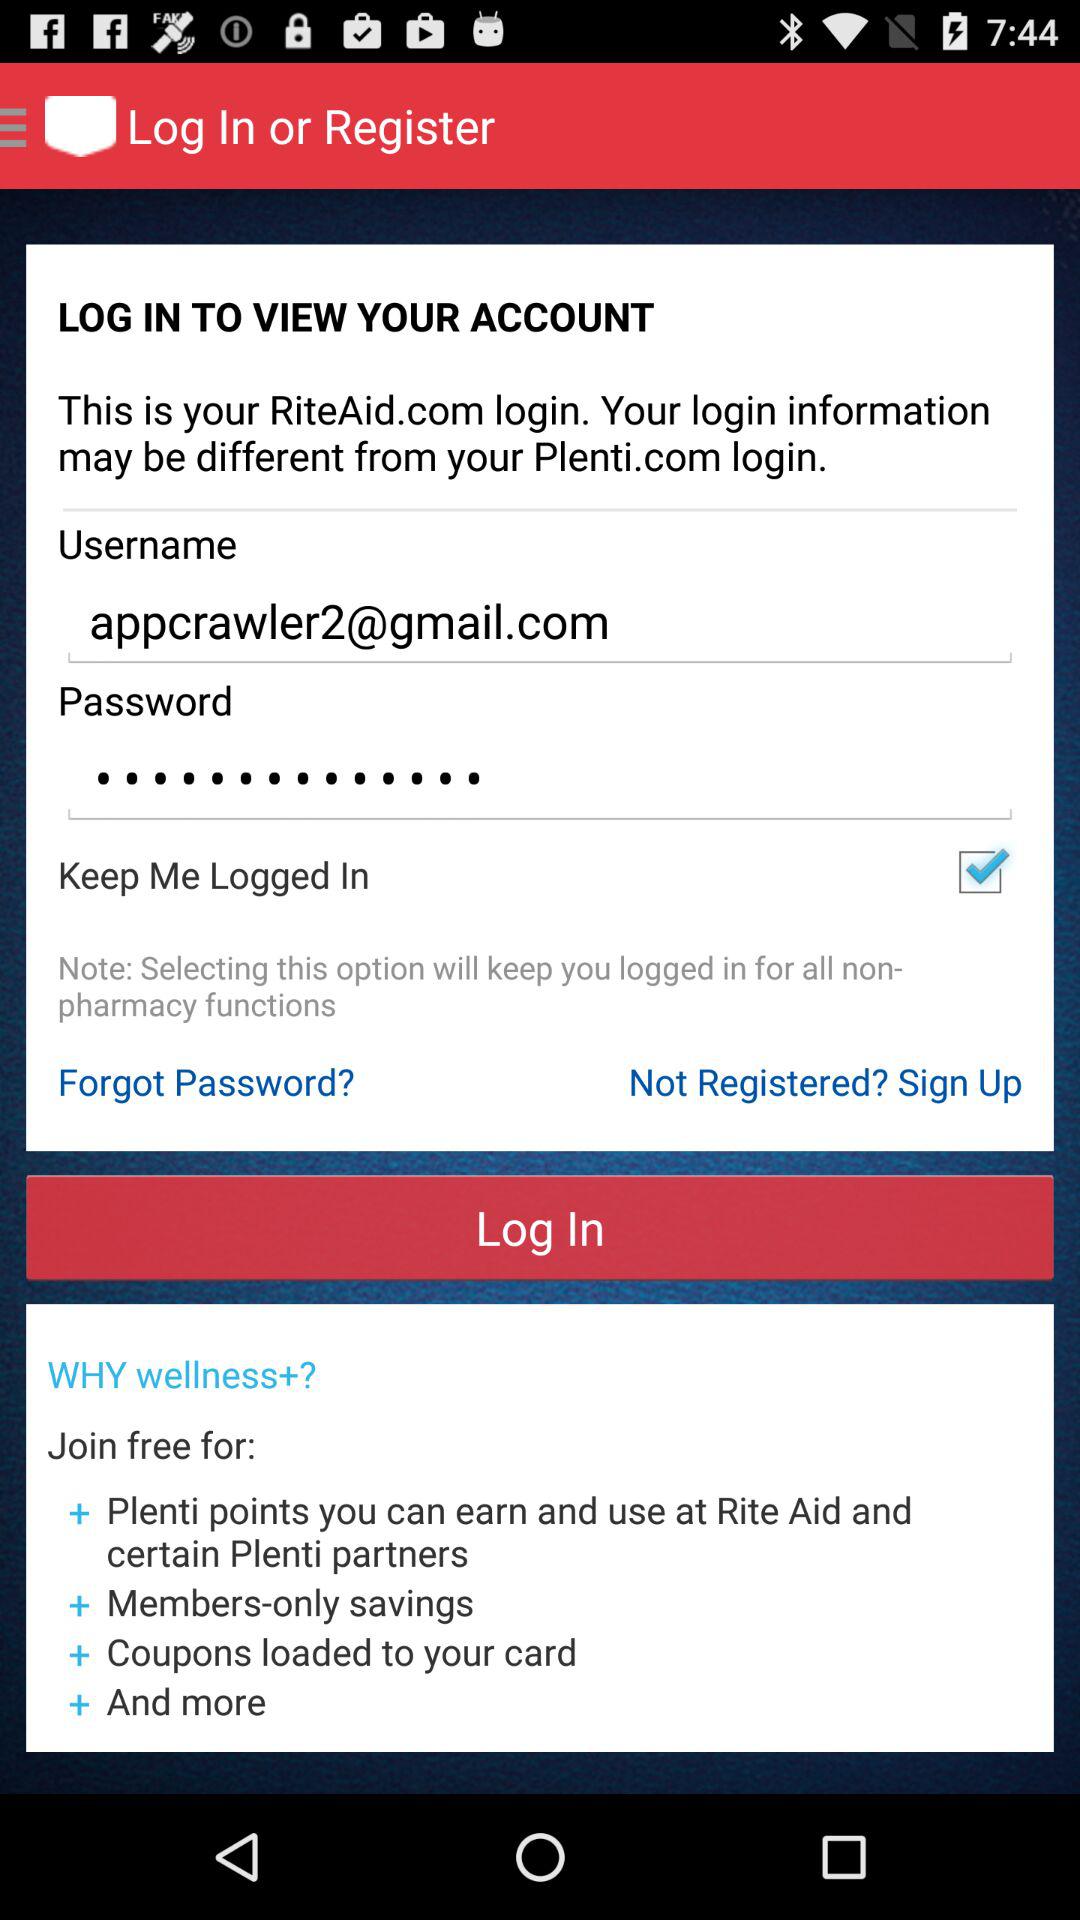 FAKE
7:44
Log In or Register
LOG IN TO VIEW YOUR ACCOUNT
This is your RiteAid.com login. Your login information
may be different from your Plenti.com login.
Username
appcrawler2@gmail.com
Password
Keep Me Logged In
Note: Selecting this option will keep you logged in for all non-
pharmacy functions
Forgot Password? Not Registered? Sign Up
Log In
WHY wellness+?
Join free for:
+ Plenti points you can earn and use at Rite Aid and
certain Plenti partners
+ Members-only savings
+ Coupons loaded to your card
+ And more